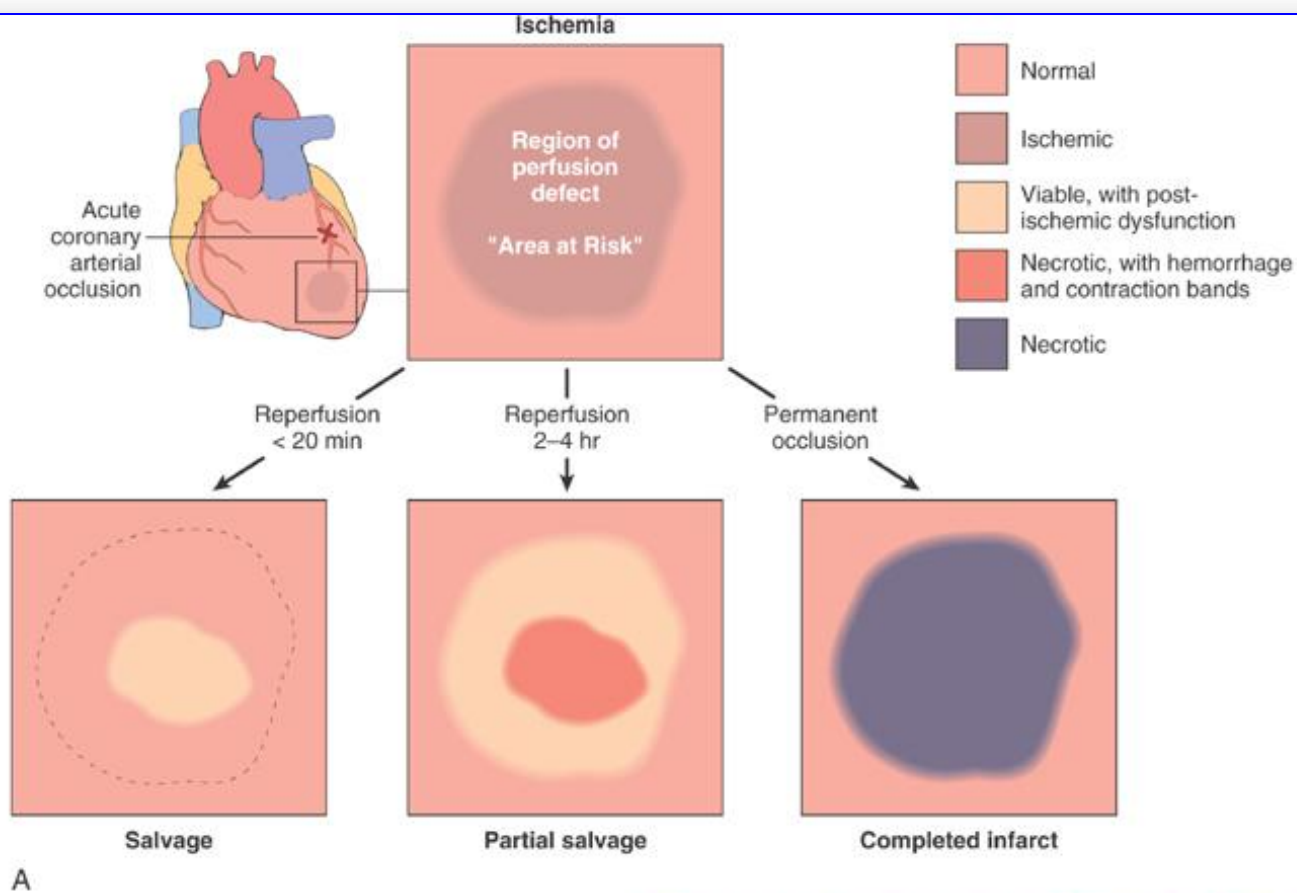 Ischemia
Region of
perfusion
defect
"Area at Risk"
Acute
coronary
arterial
occlusion
Normal
Ischemic
Viable, with post-
ischemic dysfunction
Necrotic, with hemorrhage
and contraction bands
Necrotic
Reperfusion
< 20 min
Reperfusion
2–4 hr
Permanent
occlusion
Salvage
Partial salvage
Completed infarct
A